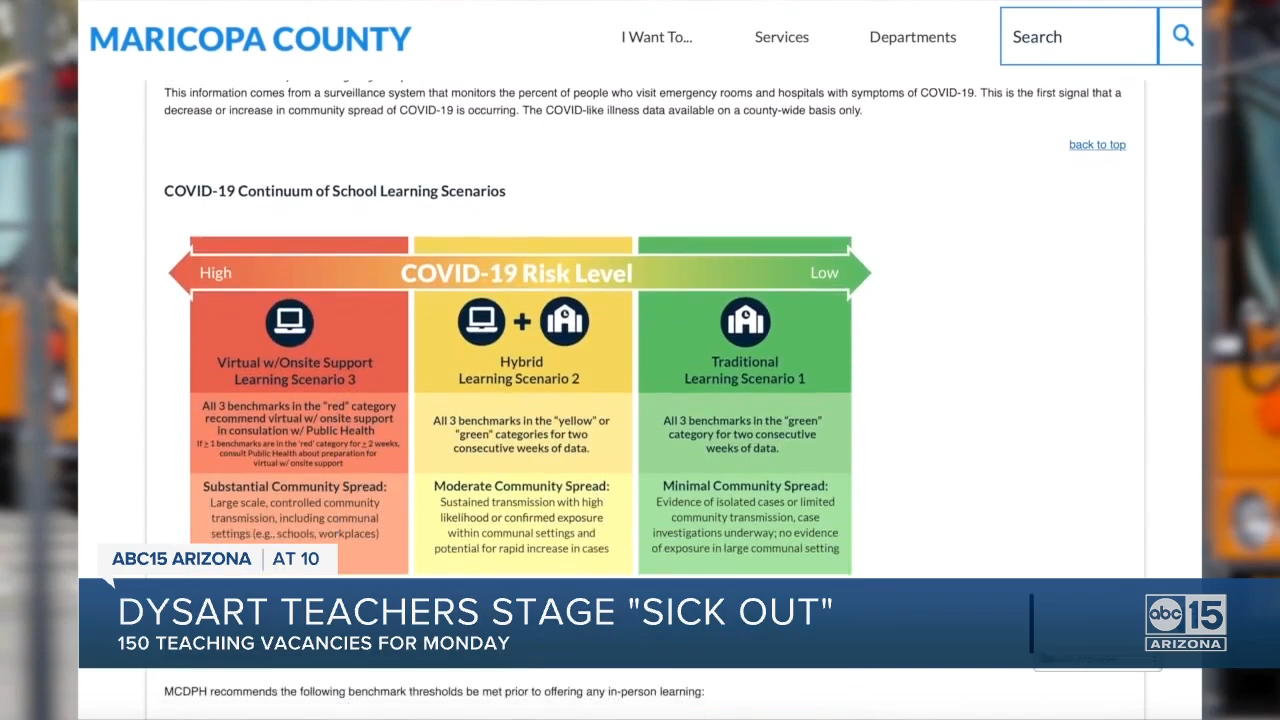 MARICOPA COUNTY
I Want To...
Services
Departments
Search
This information comes from a surveillance system that monitors the percent of people who visit emergency rooms and hospitals with symptoms of COVID-19. This is the first signal that a
decrease or increase in community spread of COVID-19 is occurring. The COVID-like illness data available on a county-wide basis only.
back to top
COVID-19 Continuum of School Learning Scenarios
High
COVID-19 Risk Level
Low
Virtual w/Onsite Support
Learning Scenario 3
All 3 benchmarks in the "red" category
recommend virtual w/ onsite support
in consulation w/ Public Health
If ≥ 1 benchmarks are in the 'red' category for ≥ 2 weeks,
consult Public Health about preparation for
virtual w/ onsite support
Substantial Community Spread:
Large scale, controlled community
transmission, including communal
settings (e.g., schools, workplaces)
+
Hybrid
Learning Scenario 2
All 3 benchmarks in the "yellow" or
"green" categories for two
consecutive weeks of data.
Moderate Community Spread:
Sustained transmission with high
likelihood or confirmed exposure
within communal settings and
potential for rapid increase in cases
Traditional
Learning Scenario 1
All 3 benchmarks in the "green"
category for two consecutive
weeks of data.
Minimal Community Spread:
Evidence of isolated cases or limited
community transmission, case
investigations underway; no evidence
of exposure in large communal setting
ABC15 ARIZONA | AT 10
DYSART TEACHERS STAGE "SICK OUT"
150 TEACHING VACANCIES FOR MONDAY
abc 15
ARIZONA
MCDPH recommends the following benchmark thresholds be met prior to offering any in-person learning: